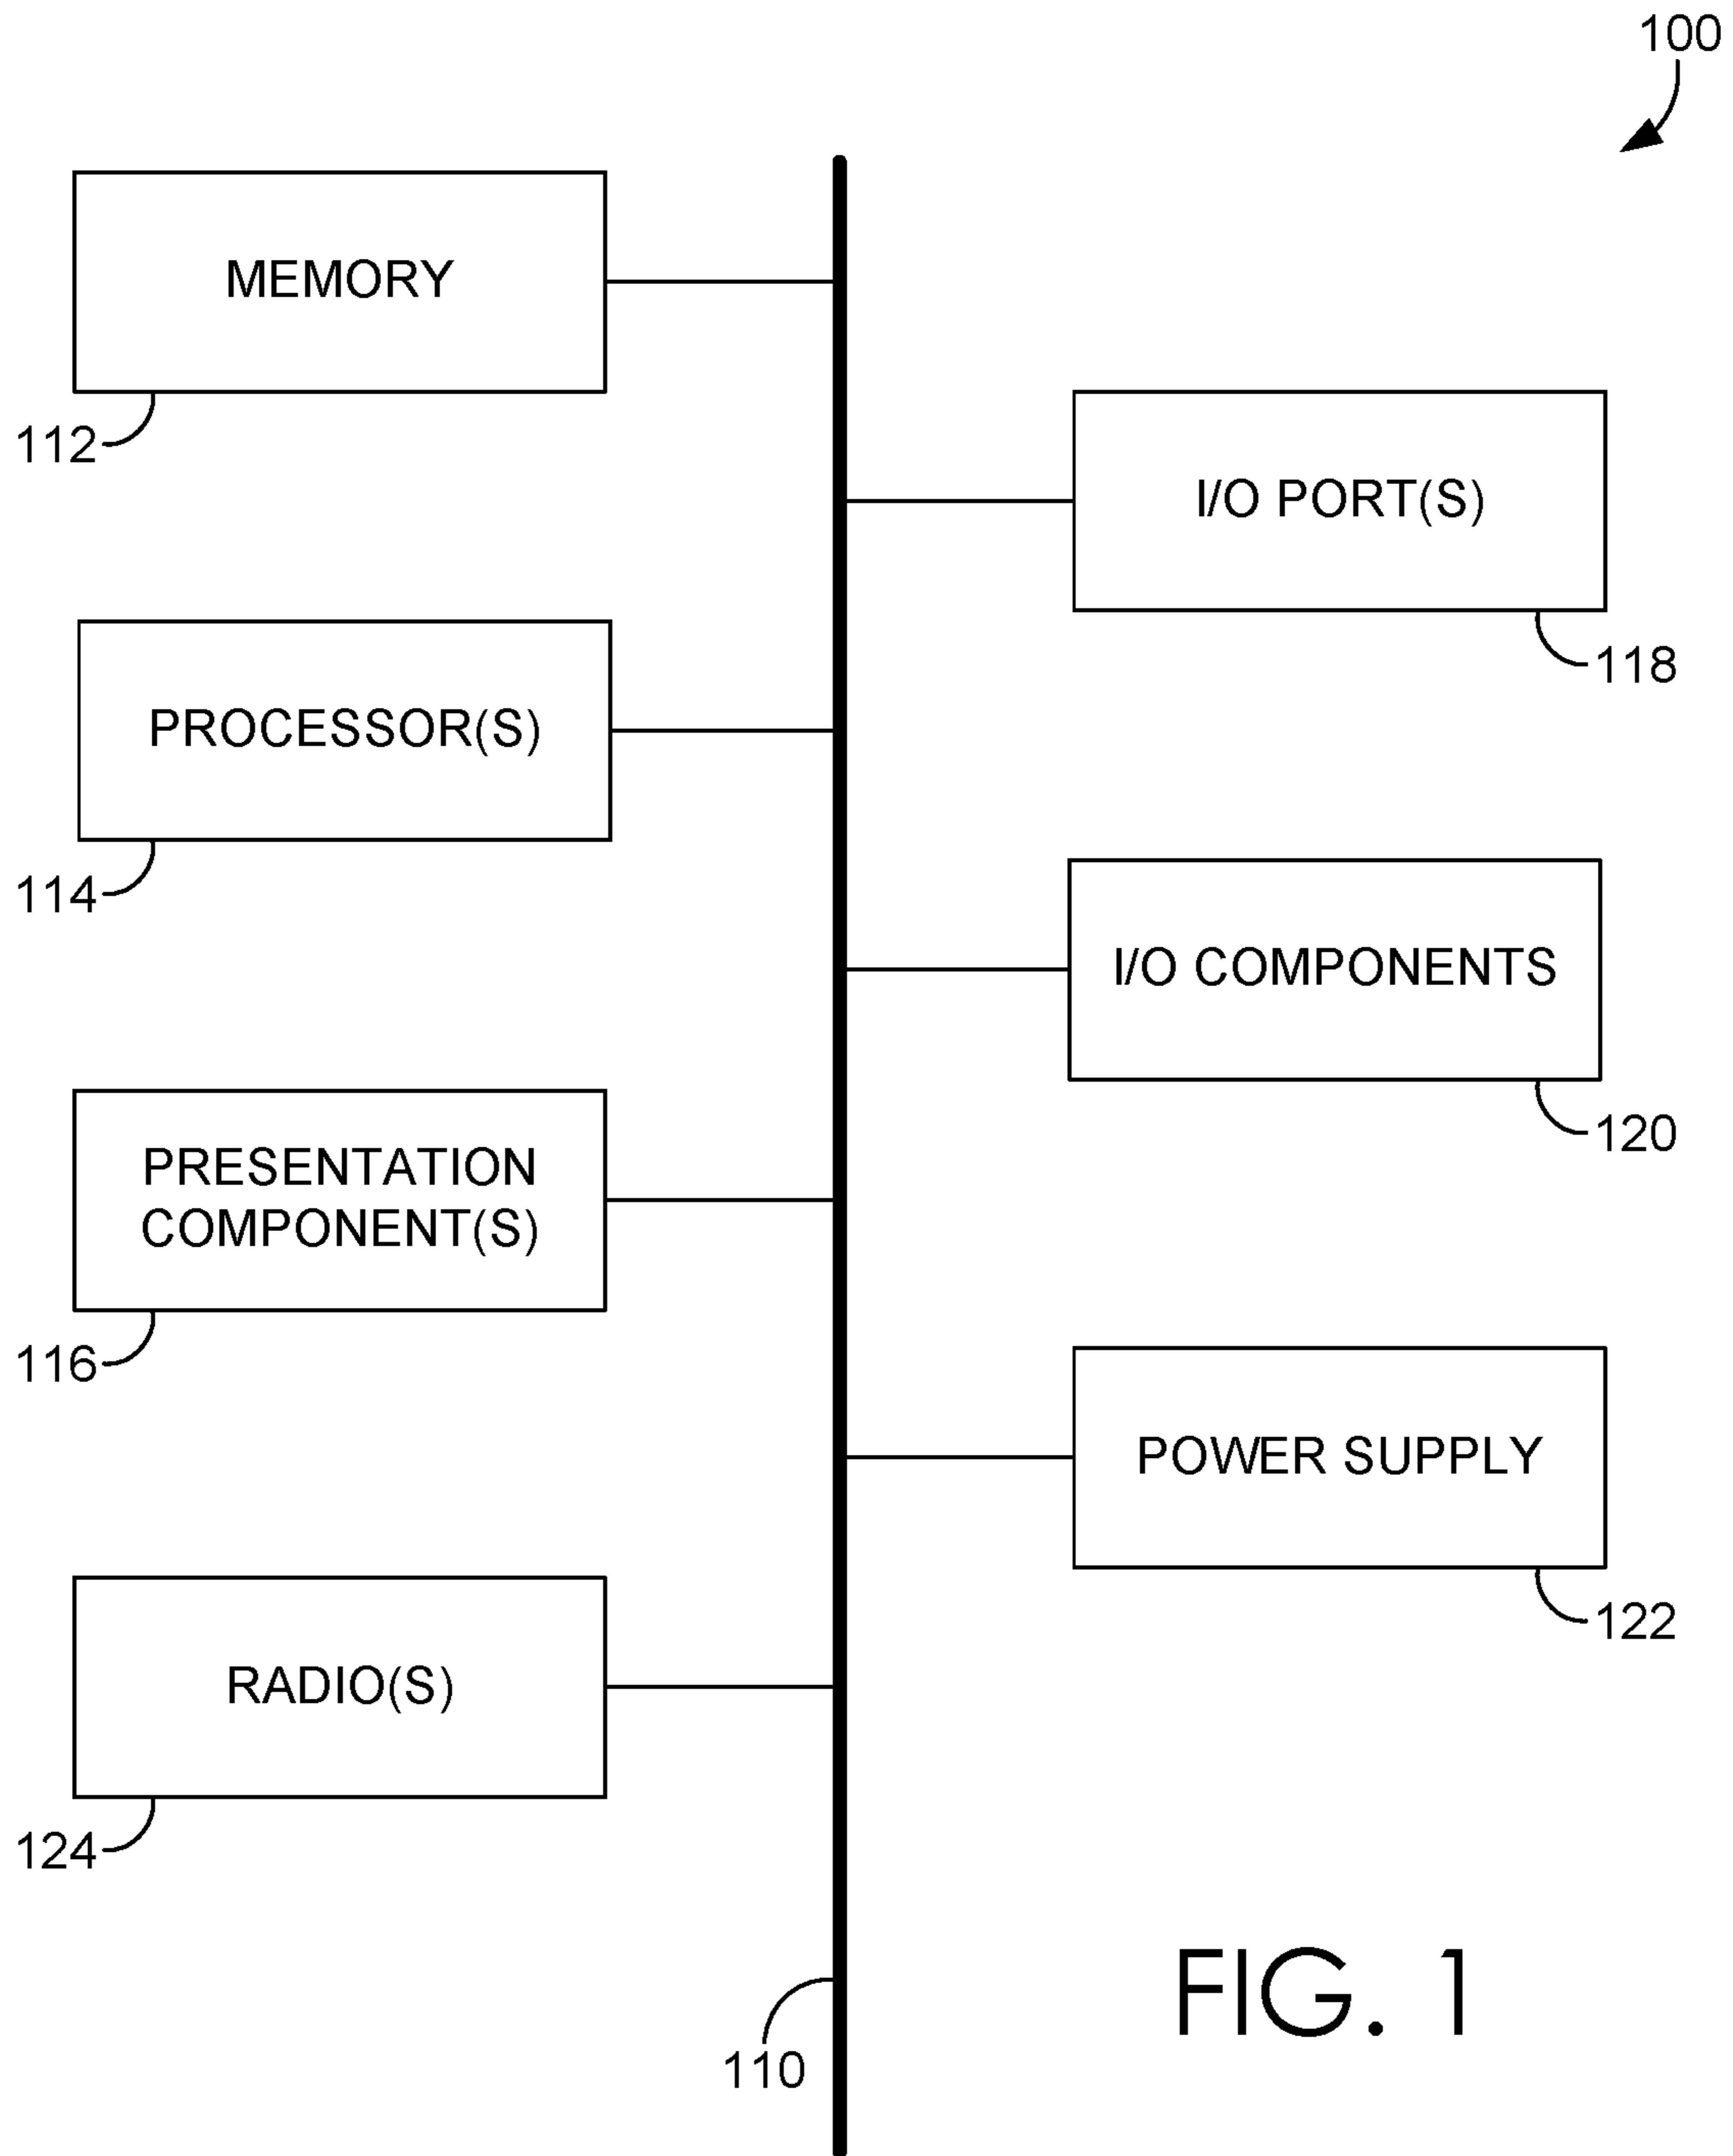 100
MEMORY
112
I/O PORT(S)
118
PROCESSOR(S)
114
I/O COMPONENTS
120
PRESENTATION
COMPONENT(S)
116
POWER SUPPLY
122
RADIO(S)
124
110
FIG. 1